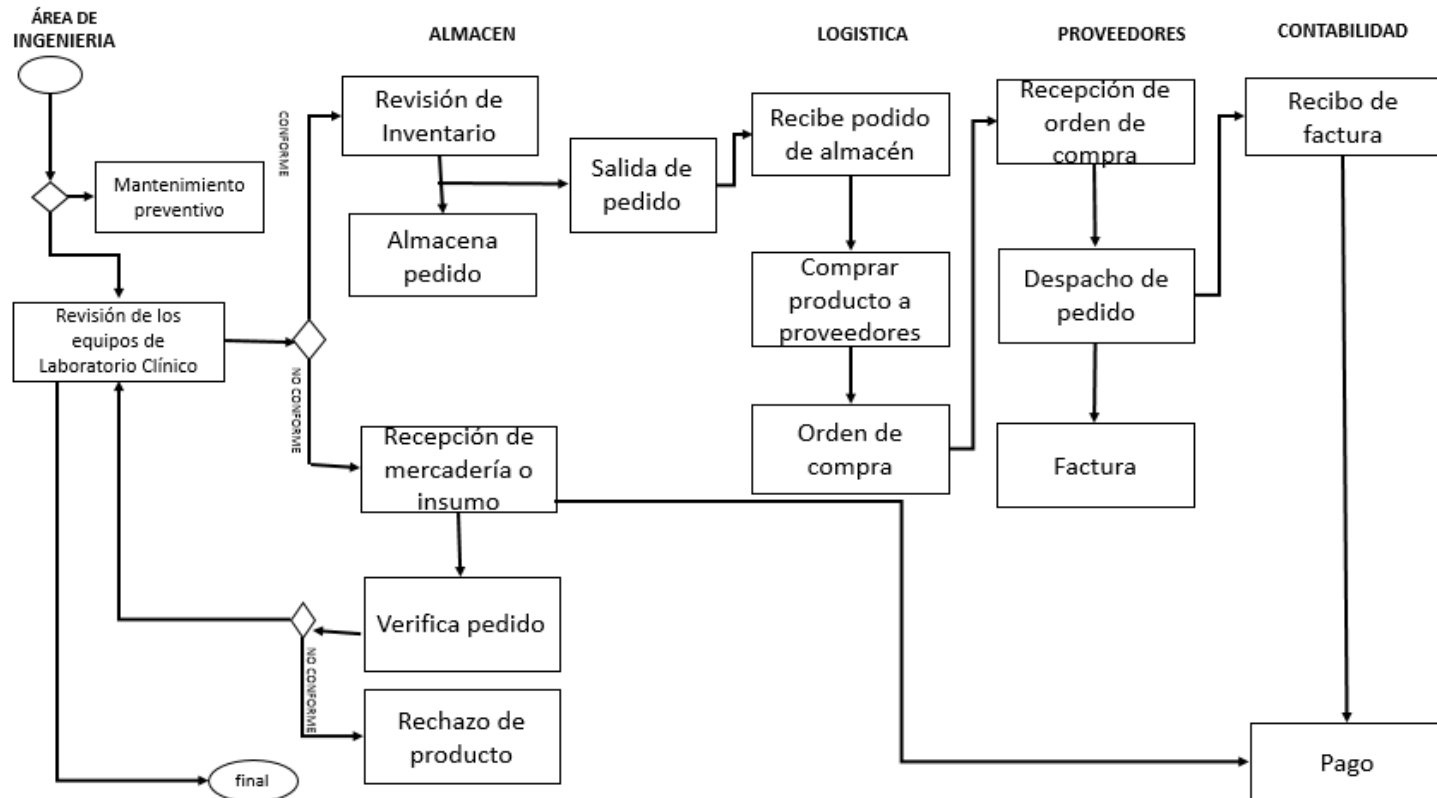 ÁREA DE
INGENIERIA
ALMACEN
LOGISTICA
PROVEEDORES
CONTABILIDAD
Mantenimiento
preventivo
Revisión de los
equipos de
Laboratorio Clínico
CONFORME
NO CONFORME
Revisión de
Inventario
Almacena
pedido
Salida de
pedido
Recepción de
mercadería o
insumo
Verifica pedido
NO CONFORME
Rechazo de
producto
final
Recibe podido
de almacén
Comprar
producto a
proveedores
Orden de
compra
Recepción de
orden de
compra
Despacho de
pedido
Factura
Recibo de
factura
Pago